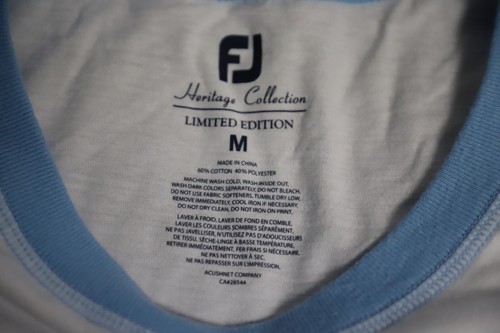 FJ
Heritage Collection
LIMITED EDITION
M
MADE IN CHINA
60% COTTON 40% POLYESTER
MACHINE WASH COLD, WASH INSIDE OUT,
WASH DARK COLORS SEPARATELY, DO NOT BLEACH,
DO NOT USE FABRIC SOFTENERS, TUMBLE DRY LOW,
REMOVE IMMEDIATELY, COOL IRON IF NECESSARY.
DO NOT DRY CLEAN, DO NOT IRON ON PRINT.
LAVER À FROID, LAVER DE FOND EN COMBLE.
LAVER LES COULEURS SOMBRES SÉPARÉMENT.
NE PAS JAVELLISER, N'UTILISEZ PAS D'ADOUCISSEURS
DE TISSU, SÈCHE-LINGE À BASSE TEMPÉRATURE,
RETIRER IMMÉDIATEMENT, FER FRAIS SI NÉCESSAIRE.
NE PAS NETTOYER À SEC.
NE PAS REPASSER SUR L'IMPRESSION.
ACUSHNET COMPANY
CA#28544